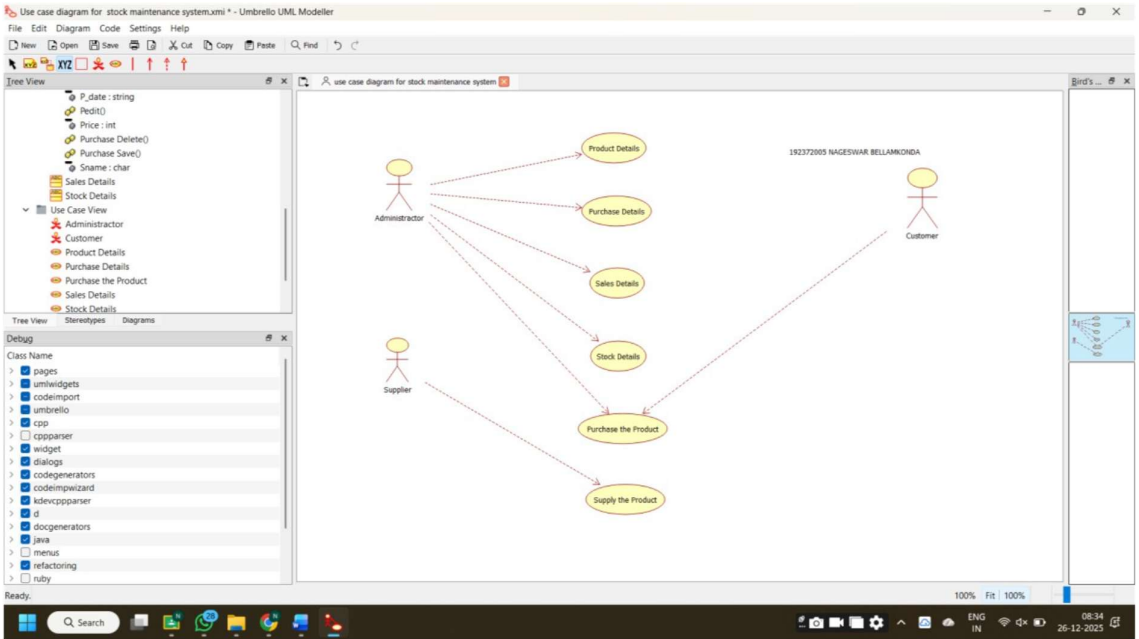 Use case diagram for stock maintenance system.xmi * - Umbrello UML Modeller
File Edit Diagram Code Settings Help
New Open Save Cut Copy Paste Find
XYZ
Tree View
use case diagram for stock maintenance system
Bird's ...
P_date : string
Pedit()
Price : int
Purchase Delete()
Purchase Save()
Sname : char
Sales Details
Stock Details
Use Case View
Administractor
Customer
Product Details
Purchase Details
Purchase the Product
Sales Details
Stock Details
Tree View Stereotypes Diagrams
Debug
Class Name
pages
umlwidgets
codeimport
umbrello
cpp
cppparser
widget
dialogs
codegenerators
codeimpwizard
kdevcppparser
d
docgenerators
java
menus
refactoring
ruby
Product Details
192372005 NAGESWAR BELLAMKONDA
Administractor
Purchase Details
Customer
Sales Details
Stock Details
Supplier
Purchase the Product
Supply the Product
Ready.
100% Fit 100%
Search
28
ENG
IN
08:34
26-12-2025